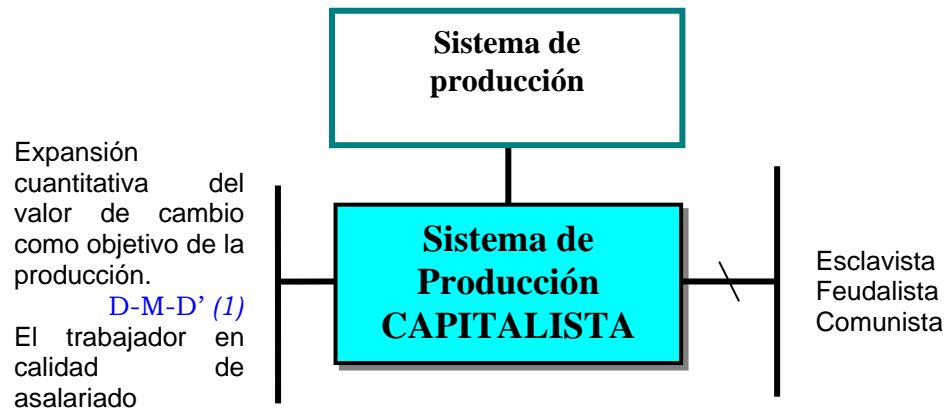 Sistema de
producción
Expansión
cuantitativa del
valor de cambio
como objetivo de la
producción.
D-M-D' (1)
El trabajador en
calidad de
asalariado
Sistema de
Producción
CAPITALISTA
Esclavista
Feudalista
Comunista